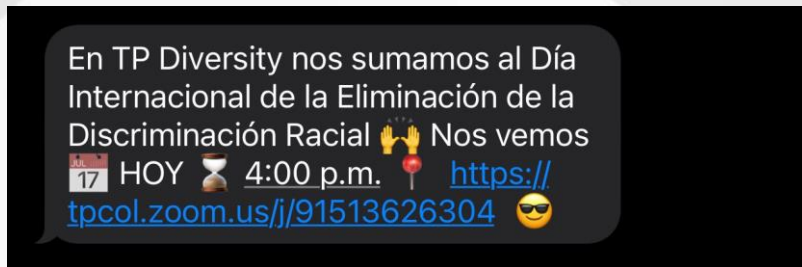 En TP Diversity nos sumamos al Día
Internacional de la Eliminación de la
Discriminación Racial 🙌 Nos vemos
📅 HOY ⏳ 4:00 p.m. 📍 https://
tpcol.zoom.us/j/91513626304 😎